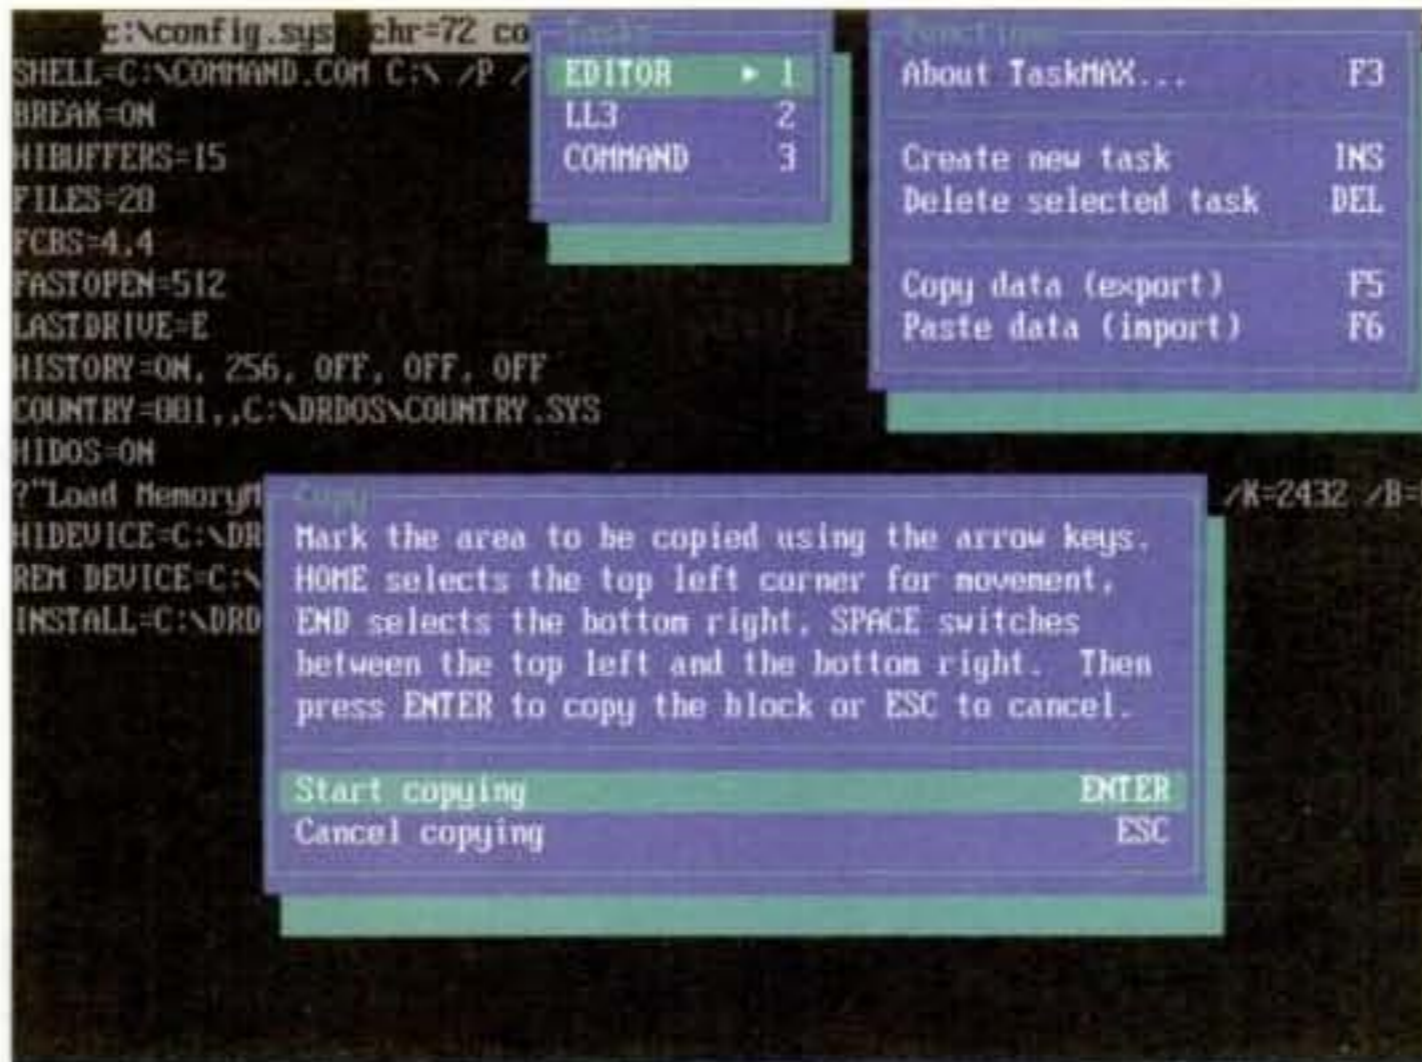 c:\config.sys chr=72 co
SHELL=C:\COMMAND.COM C:\ /P /
BREAK=ON
HIBUFFERS=15
FILES=20
FCBS=4,4
FASTOPEN=512
LASTDRIVE=E
HISTORY=ON, 256, OFF, OFF, OFF
COUNTRY=001,,C:\DRDOS\COUNTRY.SYS
HIDOS=ON
?"Load MemoryM
/K=2432 /B=
HIDEVICE=C:\DR
REM DEVICE=C:\
INSTALL=C:\DRD
Tasks
EDITOR ► 1
LL3 2
COMMAND 3
Functions
About TaskMAX... F3
Create new task INS
Delete selected task DEL
Copy data (export) F5
Paste data (import) F6
Copy
Mark the area to be copied using the arrow keys.
HOME selects the top left corner for movement,
END selects the bottom right, SPACE switches
between the top left and the bottom right. Then
press ENTER to copy the block or ESC to cancel.
Start copying ENTER
Cancel copying ESC